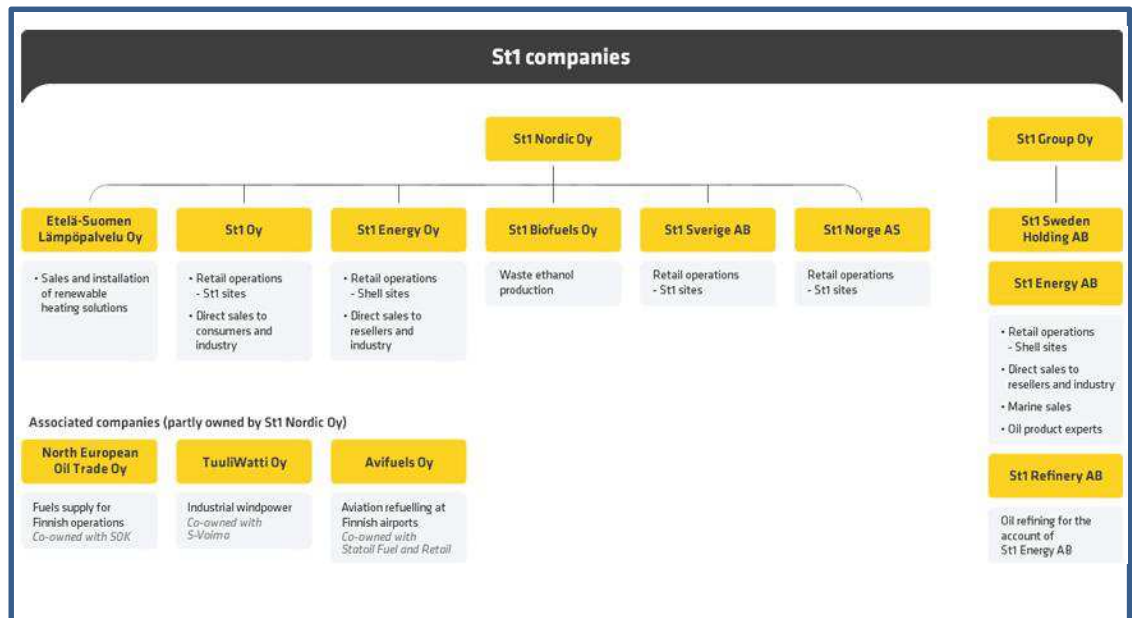 St1 companies
St1 Nordic Oy
St1 Group Oy
Etelä-Suomen
Lämpöpalvelu Oy
• Sales and installation
of renewable
heating solutions
St1 Oy
• Retail operations
- St1 sites
• Direct sales to
consumers and
industry
St1 Energy Oy
• Retail operations
- Shell sites
• Direct sales to
resellers and
industry
St1 Biofuels Oy
Waste ethanol
production
St1 Sverige AB
Retail operations
- St1 sites
St1 Norge AS
Retail operations
- St1 sites
St1 Sweden
Holding AB
St1 Energy AB
• Retail operations
- Shell sites
• Direct sales to
resellers and industry
• Marine sales
• Oil product experts
St1 Refinery AB
Oil refining for the
account of
St1 Energy AB
Associated companies (partly owned by St1 Nordic Oy)
North European
Oil Trade Oy
Fuels supply for
Finnish operations
Co-owned with SOK
TuuliWatti Oy
Industrial windpower
Co-owned with
S-Voima
Avifuels Oy
Aviation refuelling at
Finnish airports
Co-owned with
Statoil Fuel and Retail